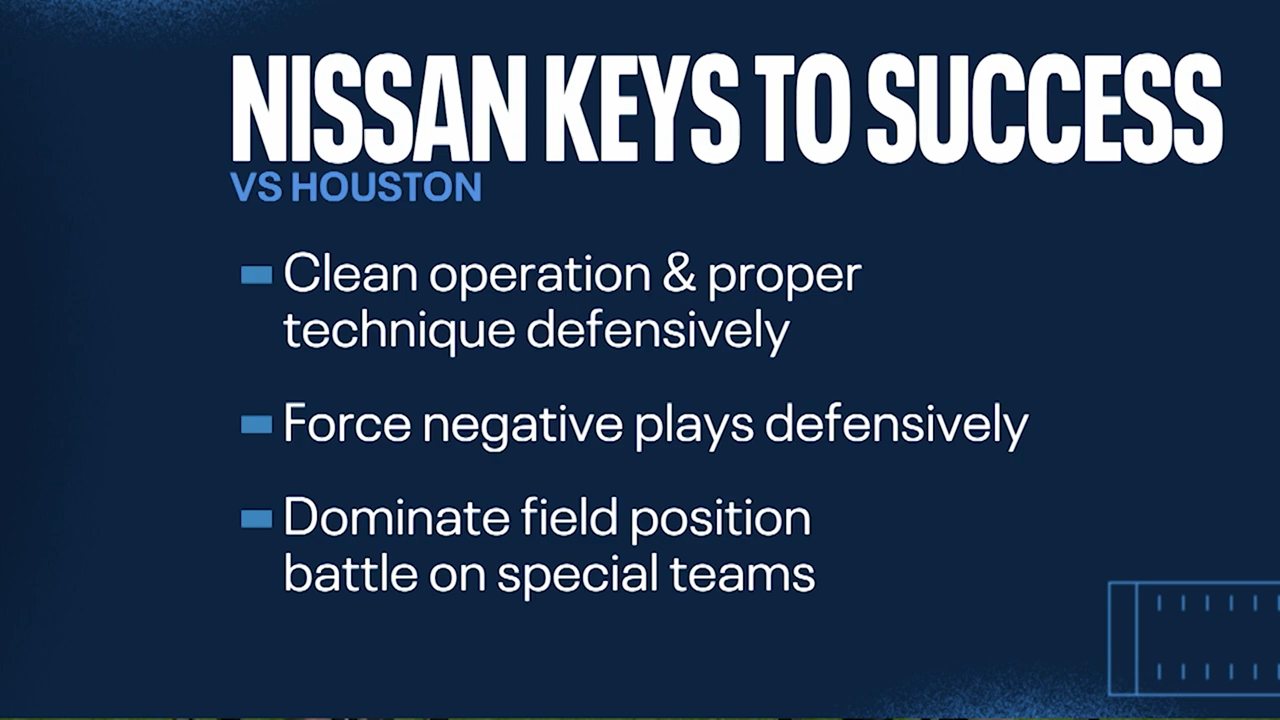 NISSAN KEYS TO SUCCESS
VS HOUSTON
Clean operation & proper
technique defensively
Force negative plays defensively
Dominate field position
battle on special teams